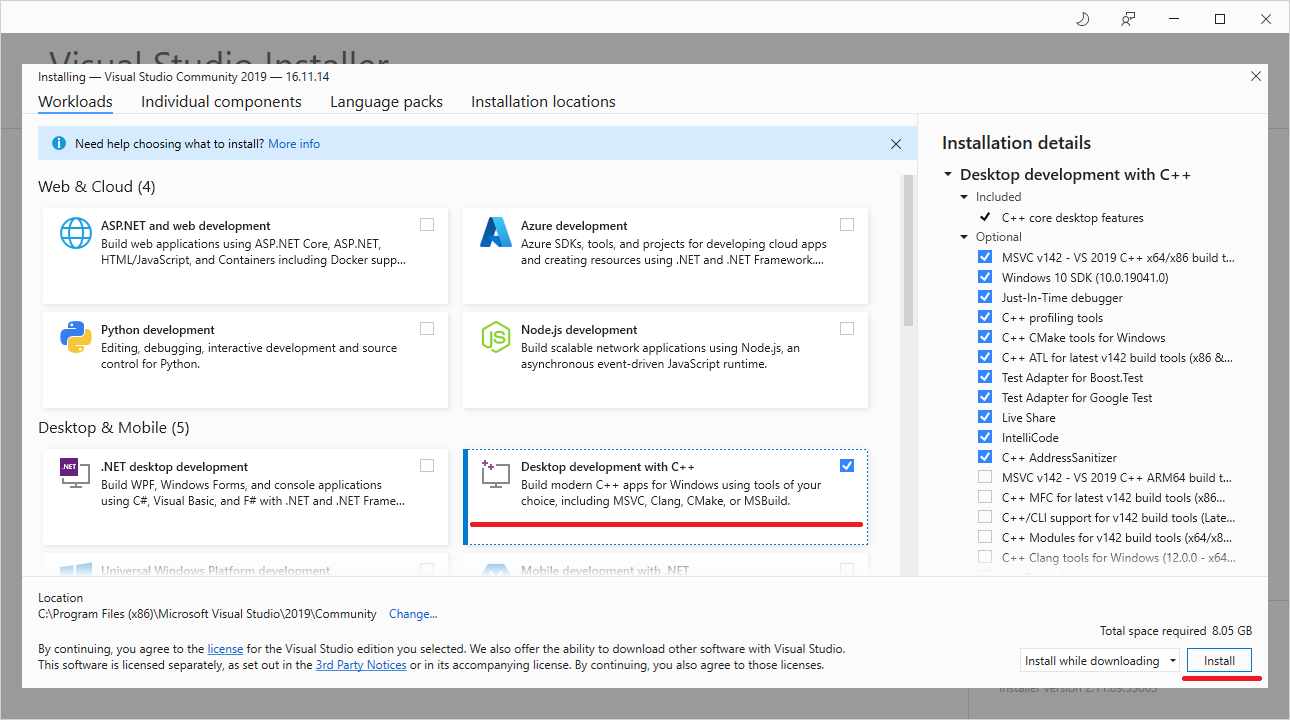 Visual Studio Installer
Installing — Visual Studio Community 2019 — 16.11.14
Workloads
Individual components
Language packs
Installation locations
Need help choosing what to install? More info
Web & Cloud (4)
ASP.NET and web development
Build web applications using ASP.NET Core, ASP.NET,
HTML/JavaScript, and Containers including Docker supp...
Azure development
Azure SDKs, tools, and projects for developing cloud apps
and creating resources using .NET and .NET Framework....
Python development
Editing, debugging, interactive development and source
control for Python.
JS
Node.js development
Build scalable network applications using Node.js, an
asynchronous event-driven JavaScript runtime.
Desktop & Mobile (5)
.NET
.NET desktop development
Build WPF, Windows Forms, and console applications
using C#, Visual Basic, and F# with .NET and .NET Frame...
Desktop development with C++
Build modern C++ apps for Windows using tools of your
choice, including MSVC, Clang, CMake, or MSBuild.
Universal Windows Platform development
Mobile development with .NET
Installation details
Desktop development with C++
Included
C++ core desktop features
Optional
MSVC v142 - VS 2019 C++ x64/x86 build t...
Windows 10 SDK (10.0.19041.0)
Just-In-Time debugger
C++ profiling tools
C++ CMake tools for Windows
C++ ATL for latest v142 build tools (x86 &...
Test Adapter for Boost.Test
Test Adapter for Google Test
Live Share
IntelliCode
C++ AddressSanitizer
MSVC v142 - VS 2019 C++ ARM64 build t...
C++ MFC for latest v142 build tools (x86...
C++/CLI support for v142 build tools (Late...
C++ Modules for v142 build tools (x64/x8...
C++ Clang tools for Windows (12.0.0 - x64...
Location
C:\Program Files (x86)\Microsoft Visual Studio\2019\Community Change...
By continuing, you agree to the license for the Visual Studio edition you selected. We also offer the ability to download other software with Visual Studio.
This software is licensed separately, as set out in the 3rd Party Notices or in its accompanying license. By continuing, you also agree to those licenses.
Total space required 8.05 GB
Install while downloading
Install